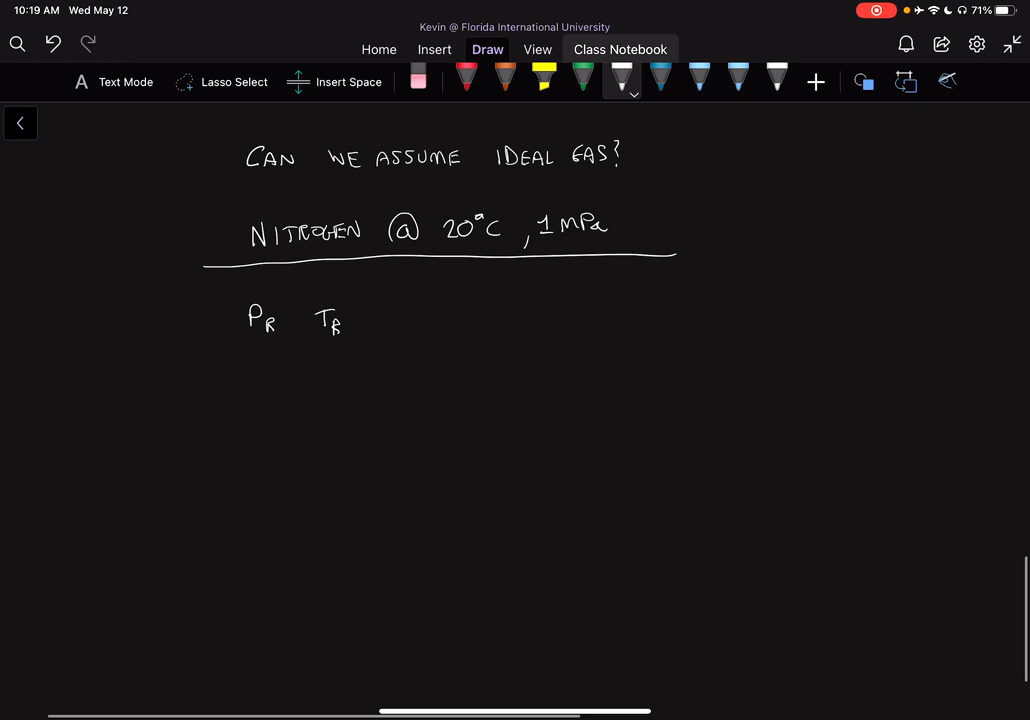 10:19 AM Wed May 12
71%
Kevin @ Florida International University
Home Insert Draw View Class Notebook
A Text Mode Lasso Select Insert Space
CAN WE ASSUME IDEAL GAS?
NITROGEN @ 20°C, 1 MPa
PR TR